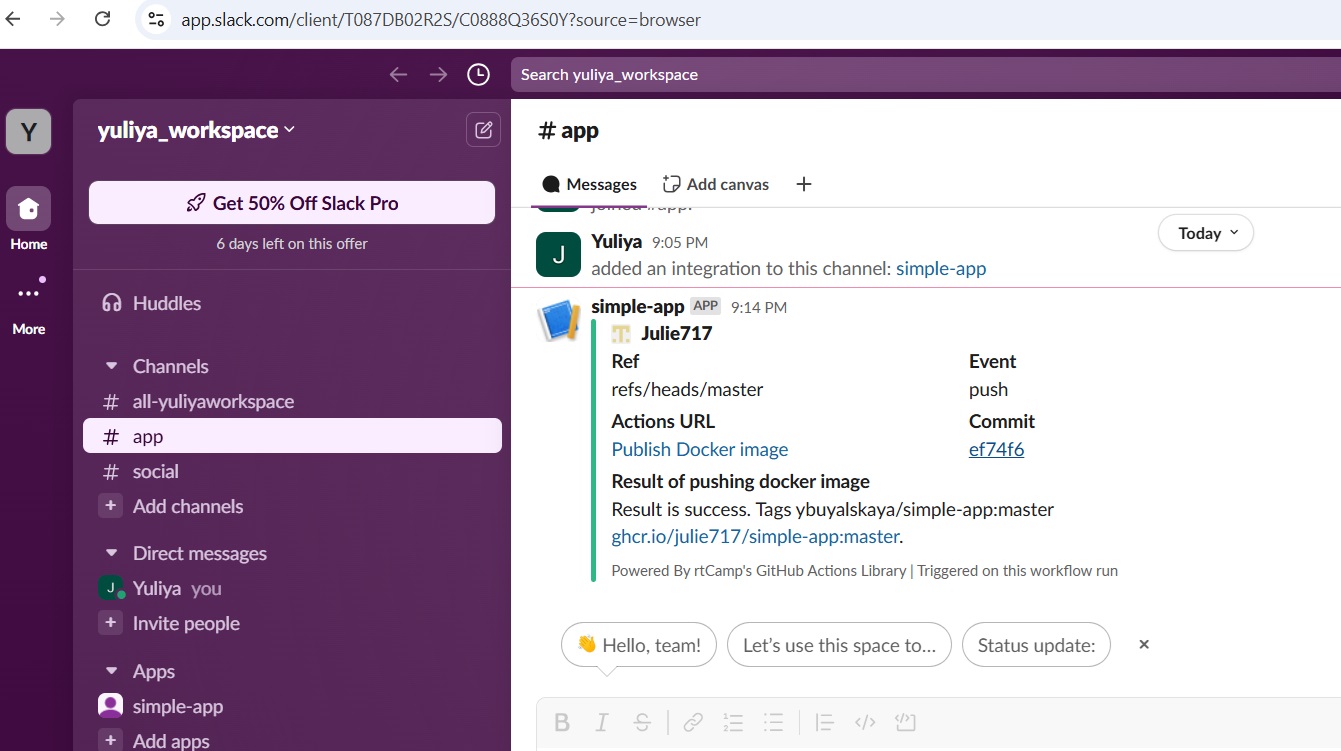 app.slack.com/client/T087DB02R2S/C0888Q36S0Y?source=browser
Search yuliya_workspace
Y
Home
More
yuliya_workspace
Get 50% Off Slack Pro
6 days left on this offer
Huddles
Channels
# all-yuliyaworkspace
# app
# social
+ Add channels
Direct messages
J Yuliya you
+ Invite people
Apps
simple-app
+ Add apps
# app
Messages Add canvas +
joined #app.
Today
J Yuliya 9:05 PM
added an integration to this channel: simple-app
simple-app APP 9:14 PM
Julie717
Ref Event
refs/heads/master push
Actions URL Commit
Publish Docker image ef74f6
Result of pushing docker image
Result is success. Tags ybuyalskaya/simple-app:master
ghcr.io/julie717/simple-app:master.
Powered By rtCamp's GitHub Actions Library | Triggered on this workflow run
👋 Hello, team! Let's use this space to... Status update: ×
B I S